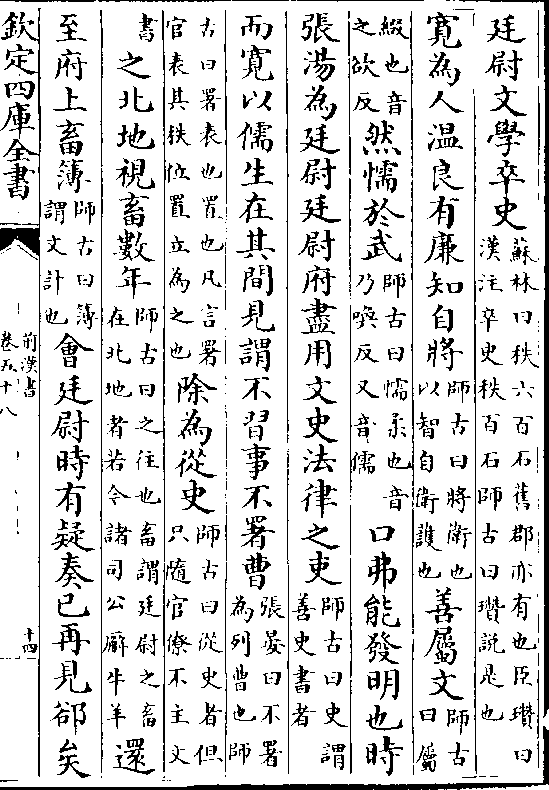 廷尉文學卒史蘇林曰秩六百石舊郡亦有也臣瓚曰漢注卒史秩百石師古曰瓚說是也
寛為人温良有廉知自將師古曰將衛也以智自衛護也善屬文師古曰屬
綴也音之欲反然懦於武師古曰懦柔也音乃喚反又音儒口弗能發明也時
張湯為廷尉廷尉府盡用文史法律之吏師古曰史謂善史書者
而寛以儒生在其間見謂不習事不署曹張晏曰不署為列曹也師
古曰署表也置也凡言署官表其秩位置立為之也除為從史師古曰從史者但只隨官僚不主文
書之北地視畜數年師古曰之往也畜謂廷尉之畜在北地者若今諸司公廨牛羊還
至府上畜簿師古曰簿謂文計也會廷尉時有疑奏已再見卻矣
欽定四庫全書
前漢書
卷五十八
十四